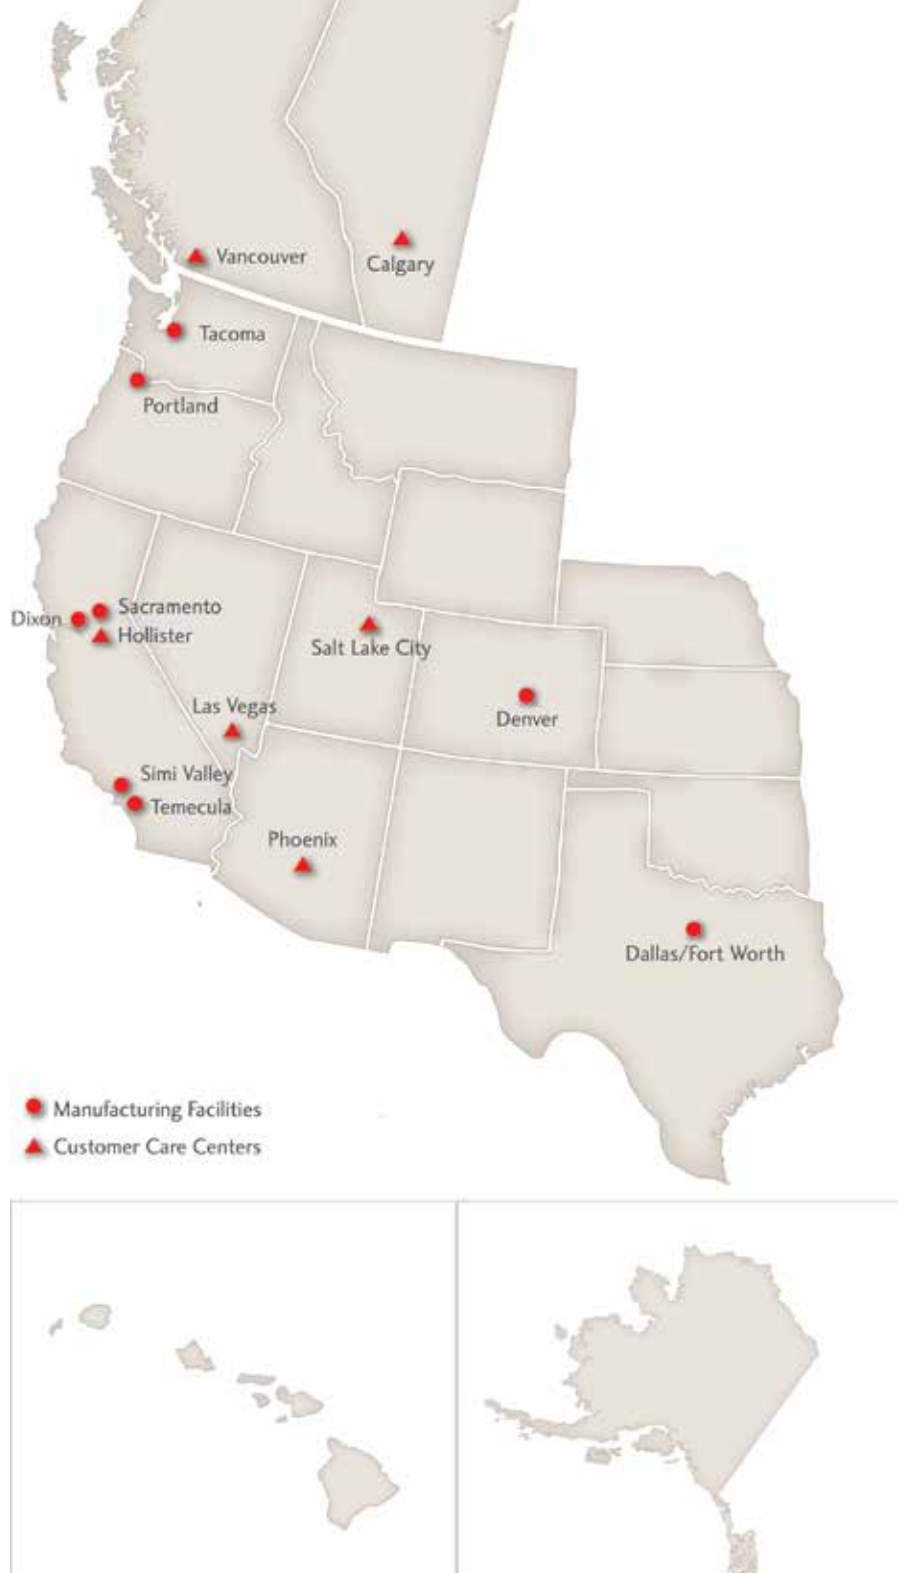 Vancouver
Calgary
Tacoma
Portland
Sacramento
Dixon
Hollister
Salt Lake City
Las Vegas
Denver
Simi Valley
Temecula
Phoenix
Dallas/Fort Worth
Manufacturing Facilities
Customer Care Centers